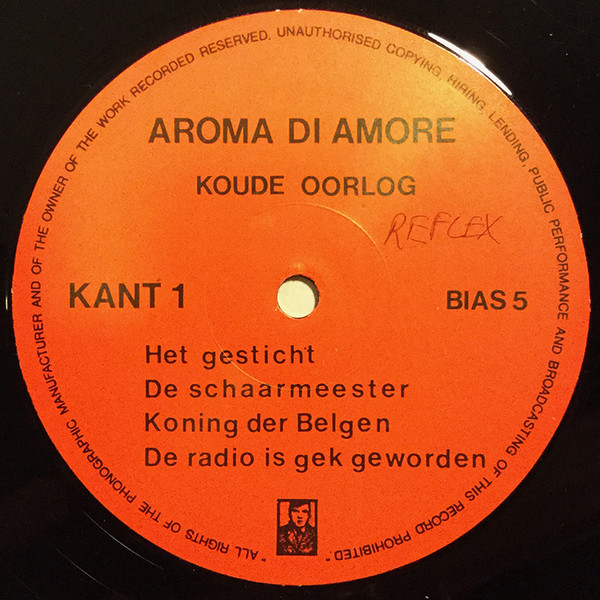 AROMA DI AMORE
KOUDE OORLOG
REFLEX
KANT 1
BIAS 5
Het gesticht
De schaarmeester
Koning der Belgen
De radio is gek geworden
"ALL RIGHTS OF THE PHONOGRAPHIC MANUFACTURER AND OF THE OWNER OF THE WORK RECORDED RESERVED. UNAUTHORISED COPYING, HIRING, LENDING, PUBLIC PERFORMANCE AND BROADCASTING OF THIS RECORD PROHIBITED."